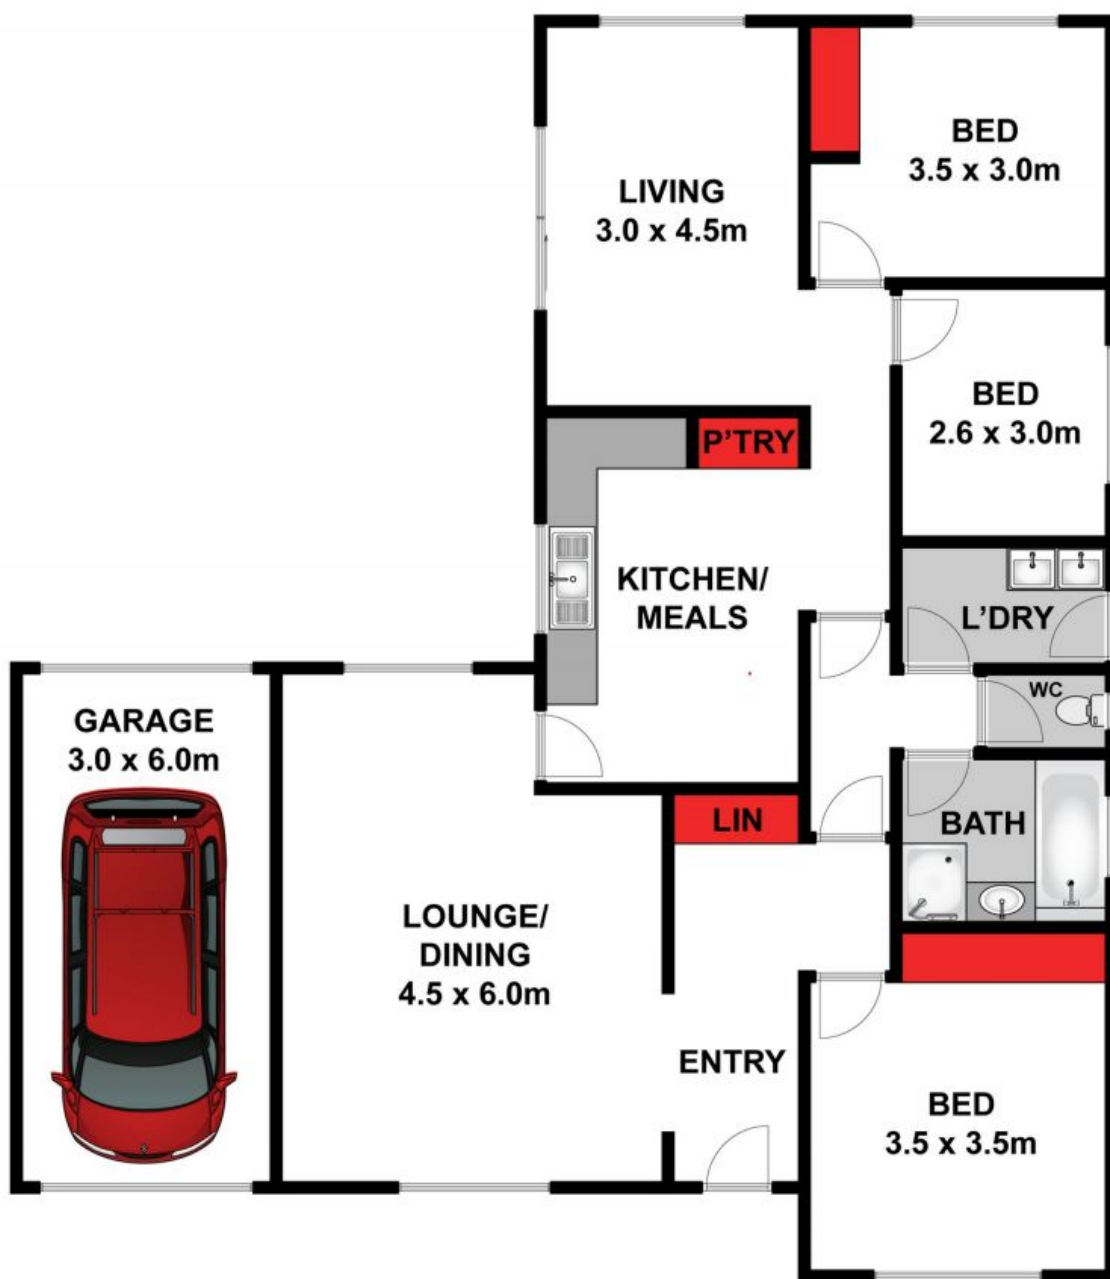 BED
3.5 x 3.0m
LIVING
3.0 x 4.5m
BED
2.6 x 3.0m
P'TRY
KITCHEN/
MEALS
L'DRY
WC
GARAGE
3.0 x 6.0m
LIN
BATH
LOUNGE/
DINING
4.5 x 6.0m
ENTRY
BED
3.5 x 3.5m